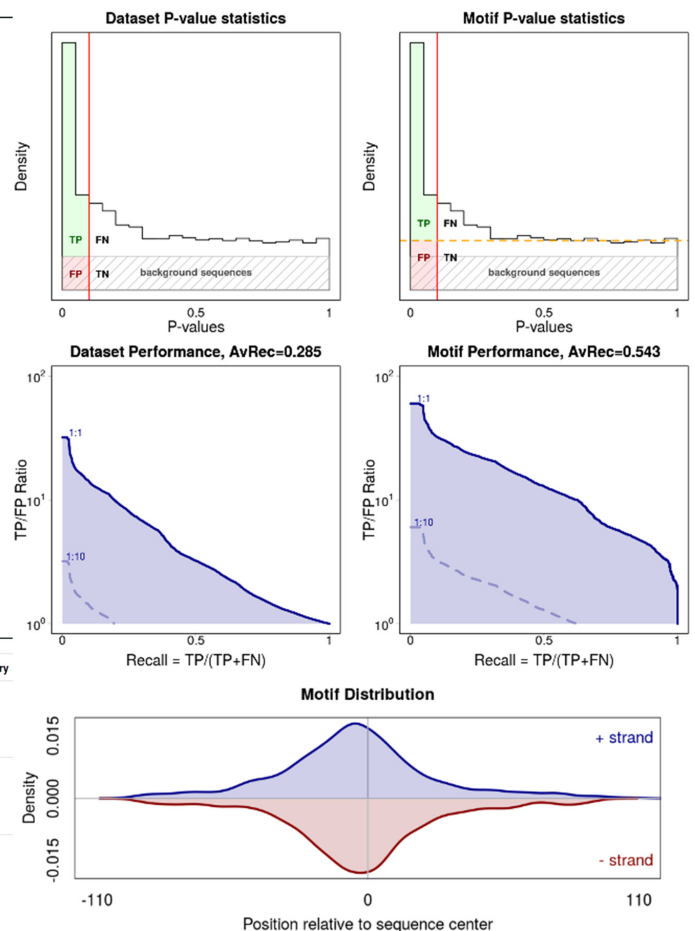 Dataset P-value statistics
Density
TP
FN
FP
TN
background sequences
0
0.5
1
P-values
Motif P-value statistics
Density
TP
FN
FP
TN
background sequences
0
0.5
1
P-values
Dataset Performance, AvRec=0.285
TP/FP Ratio
10²
10¹
10⁰
1:1
1:10
0
0.5
1
Recall = TP/(TP+FN)
Motif Performance, AvRec=0.543
TP/FP Ratio
10²
10¹
10⁰
1:1
1:10
0
0.5
1
Recall = TP/(TP+FN)
ry
Motif Distribution
Density
0.015
0.000
-0.015
+ strand
- strand
-110
0
110
Position relative to sequence center